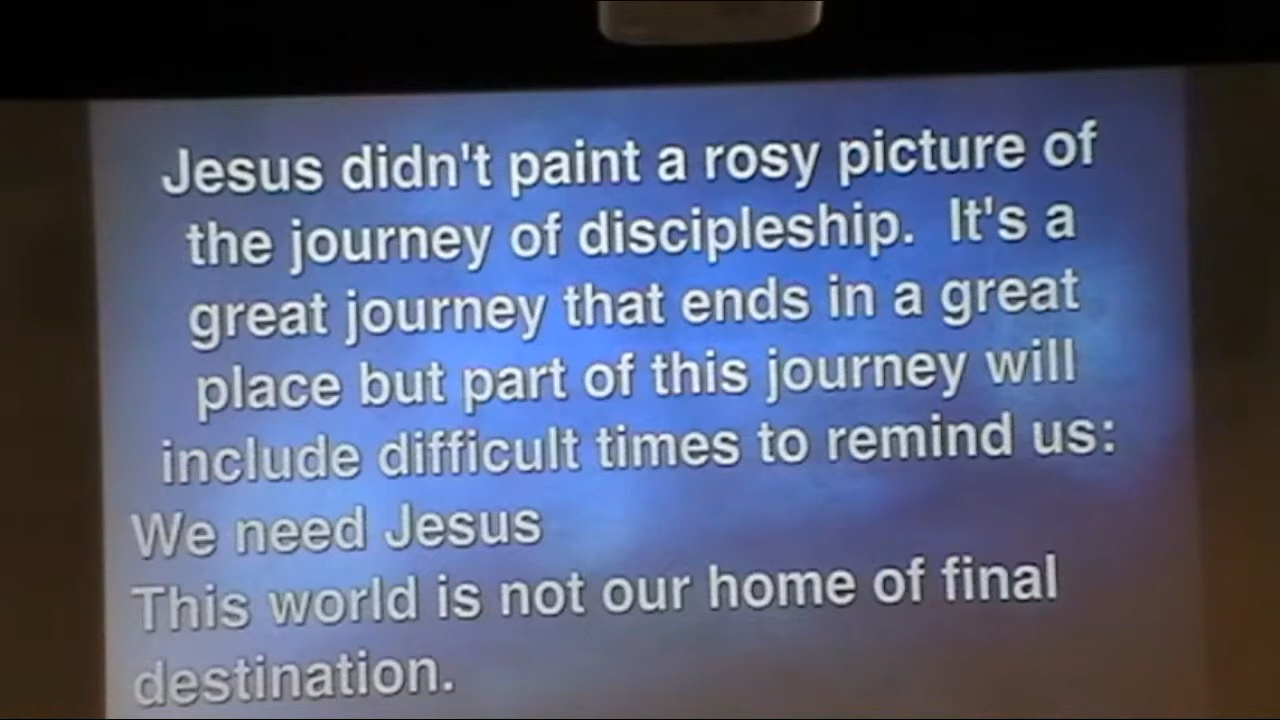 Jesus didn't paint a rosy picture of
the journey of discipleship. It's a
great journey that ends in a great
place but part of this journey will
include difficult times to remind us:
We need Jesus
This world is not our home of final
destination.